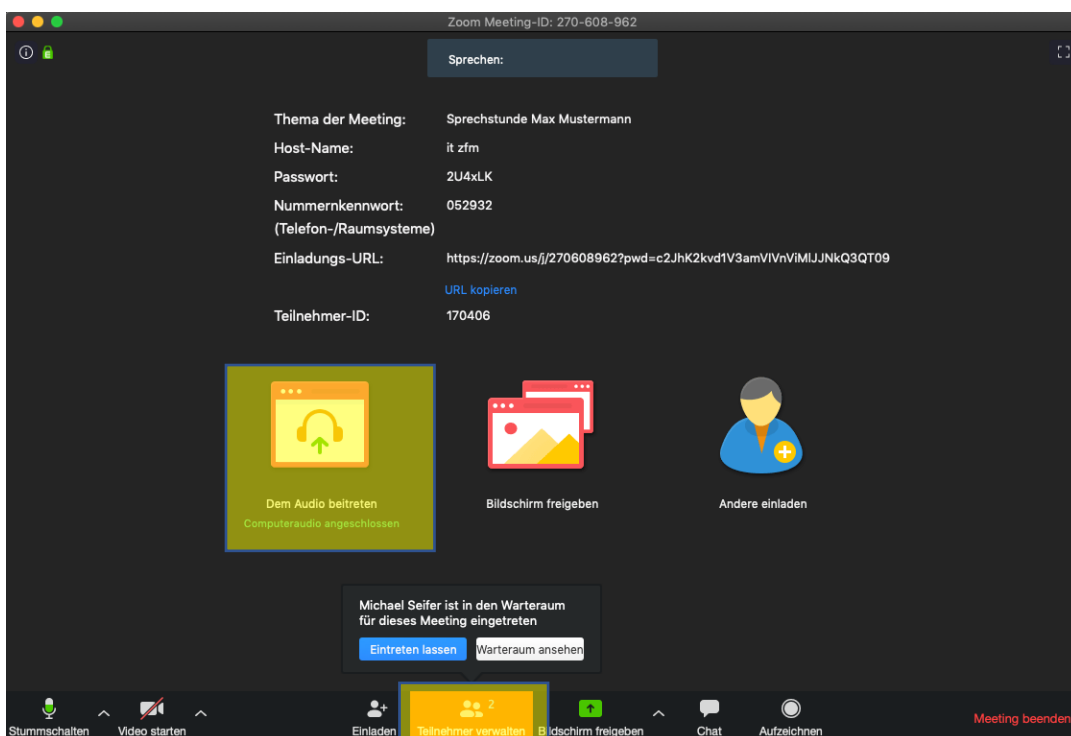 Zoom Meeting-ID: 270-608-962
Sprechen:
Thema der Meeting: Sprechstunde Max Mustermann
Host-Name: it zfm
Passwort: 2U4xLK
Nummernkennwort: 052932
(Telefon-/Raumsysteme)
Einladungs-URL: https://zoom.us/j/270608962?pwd=c2JhK2kvd1V3amVIVnViMlJJNkQ3QT09
URL kopieren
Teilnehmer-ID: 170406
Dem Audio beitreten
Computeraudio angeschlossen
Bildschirm freigeben
Andere einladen
Michael Seifer ist in den Warteraum
für dieses Meeting eingetreten
Eintreten lassen Warteraum ansehen
2
Stummschalten Video starten Einladen Teilnehmer verwalten Bildschirm freigeben Chat Aufzeichnen Meeting beenden